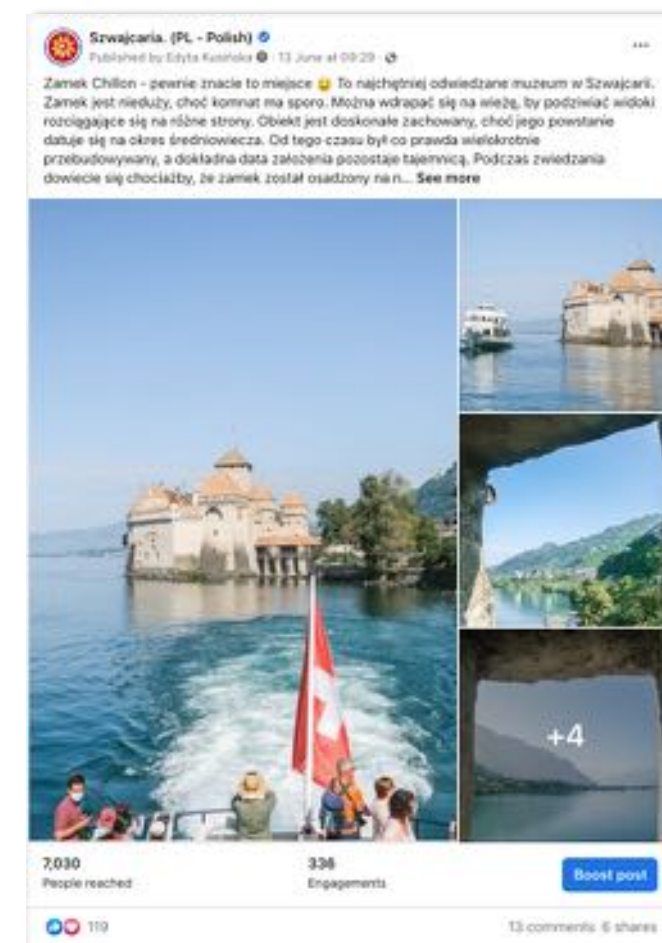 Szwajcaria. (PL - Polish)
Published by Edyta Kusińska · 13 June at 09:29 ·
Zamek Chillon - pewnie znacie to miejsce 😉 To najchętniej odwiedzane muzeum w Szwajcarii.
Zamek jest nieduży, choć komnat ma sporo. Można wdrapać się na wieżę, by podziwiać widoki
rozciągające się na różne strony. Obiekt jest doskonale zachowany, choć jego powstanie
datuje się na okres średniowiecza. Od tego czasu był co prawda wielokrotnie
przebudowywany, a dokładna data założenia pozostaje tajemnicą. Podczas zwiedzania
dowiecie się chociażby, że zamek został osadzony na n... See more
+4
7,030
People reached
336
Engagements
Boost post
119
13 comments 6 shares